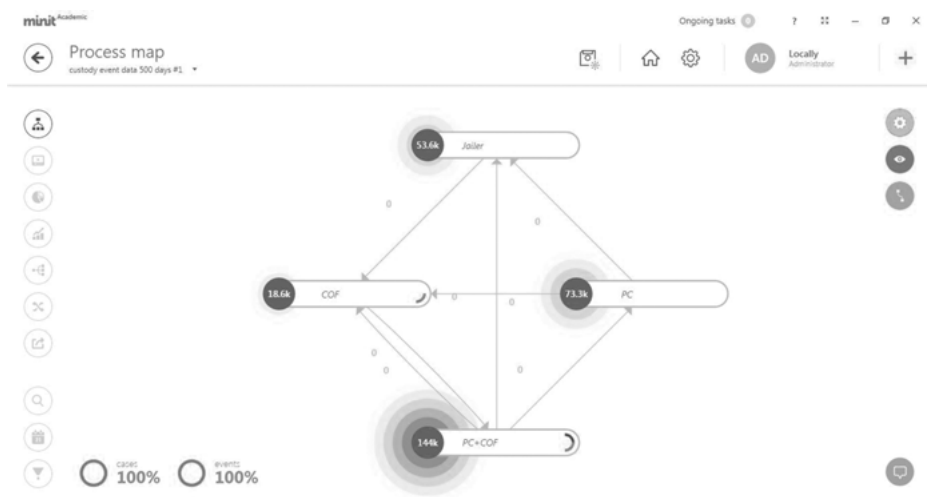 minit Academic
Ongoing tasks 0 ?
Process map
custody event data 500 days #1
AD
Locally
Administrator
53.6k Jailer
0
0
18.6k COF
0
0
73.3k PC
0
0
0
144k PC+COF
cases
100%
events
100%